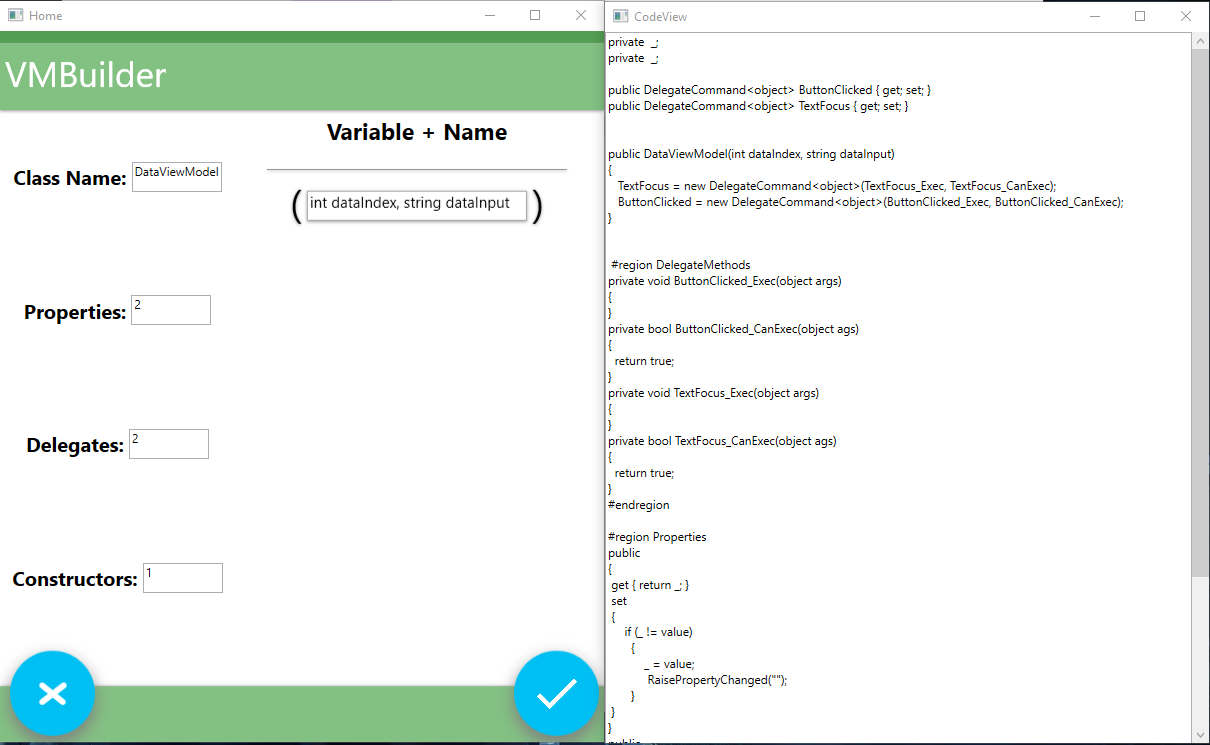 Home
VMBuilder
Variable + Name
Class Name: DataViewModel
( int dataIndex, string dataInput )
Properties: 2
Delegates: 2
Constructors: 1
CodeView
private _;
private _;
public DelegateCommand<object> ButtonClicked { get; set; }
public DelegateCommand<object> TextFocus { get; set; }
public DataViewModel(int dataIndex, string dataInput)
{
TextFocus = new DelegateCommand<object>(TextFocus_Exec, TextFocus_CanExec);
ButtonClicked = new DelegateCommand<object>(ButtonClicked_Exec, ButtonClicked_CanExec);
}
#region DelegateMethods
private void ButtonClicked_Exec(object args)
{
}
private bool ButtonClicked_CanExec(object ags)
{
return true;
}
private void TextFocus_Exec(object args)
{
}
private bool TextFocus_CanExec(object ags)
{
return true;
}
#endregion
#region Properties
public
{
get { return _; }
set
{
if (_ != value)
{
_ = value;
RaisePropertyChanged("");
}
}
}